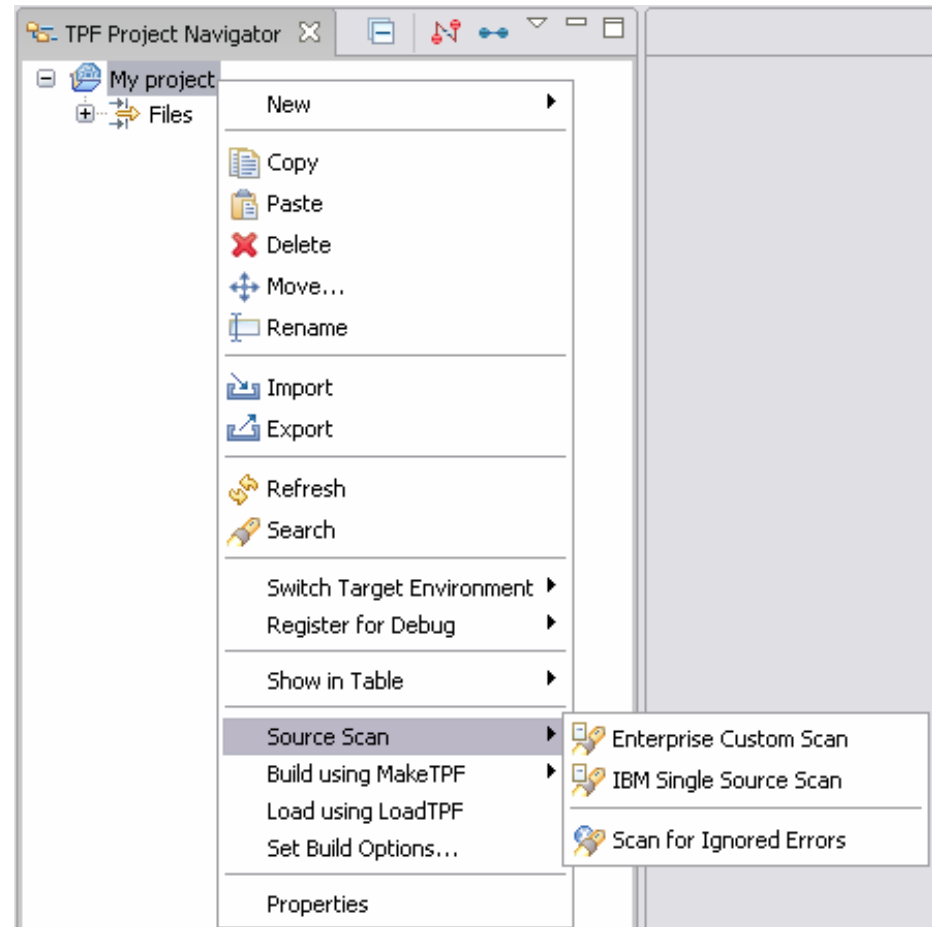 TPF Project Navigator
My project
Files
New
Copy
Paste
Delete
Move...
Rename
Import
Export
Refresh
Search
Switch Target Environment
Register for Debug
Show in Table
Source Scan
Build using MakeTPF
Load using LoadTPF
Set Build Options...
Properties
Enterprise Custom Scan
IBM Single Source Scan
Scan for Ignored Errors